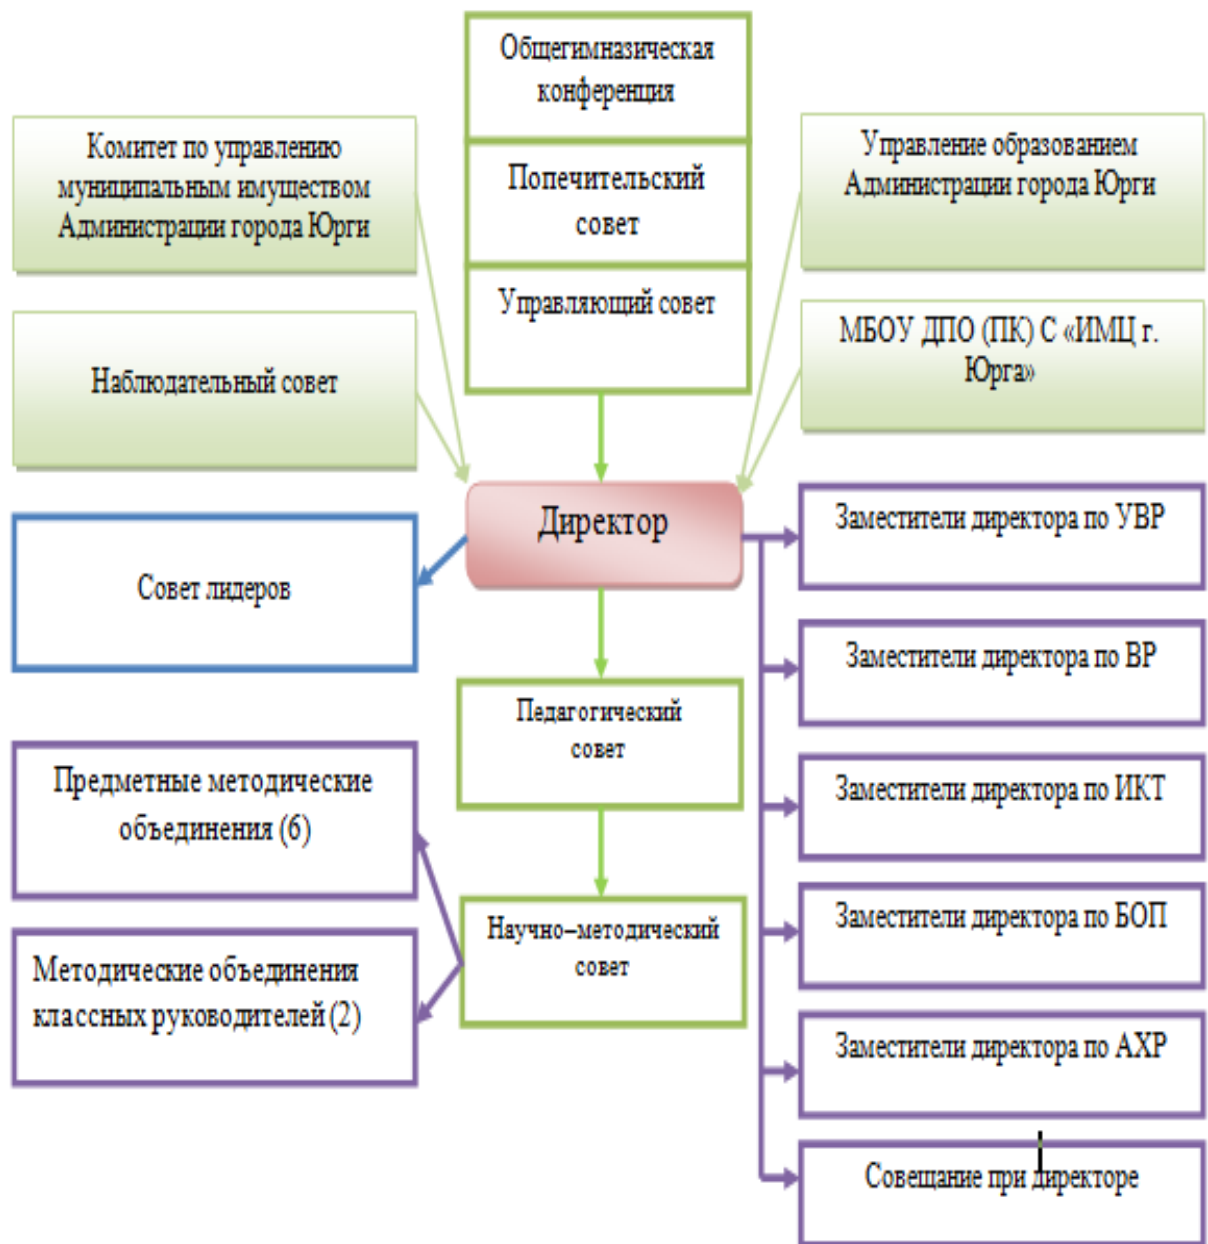 Общегимназическая
конференция
Комитет по управлению
муниципальным имуществом
Администрации города Юрги
Попечительский
совет
Управление образованием
Администрации города Юрги
Управляющий совет
Наблюдательный совет
МБОУ ДПО (ПК) С «ИМЦ г.
Юрга»
Директор
Совет лидеров
Заместители директора по УВР
Заместители директора по ВР
Педагогический
совет
Предметные методические
объединения (6)
Заместители директора по ИКТ
Научно–методический
совет
Заместители директора по БОП
Методические объединения
классных руководителей (2)
Заместители директора по АХР
Совещание при директоре